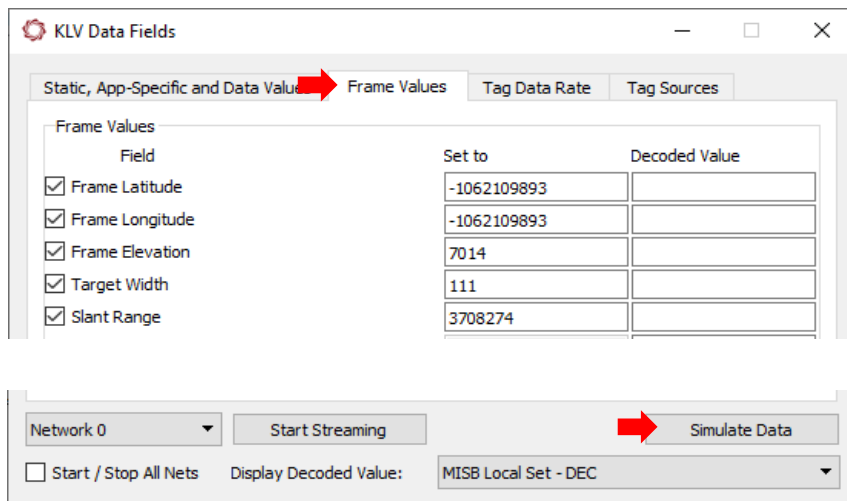 KLV Data Fields
Static, App-Specific and Data Frame Values Tag Data Rate Tag Sources
Frame Values
Field Set to Decoded Value
Frame Latitude -1062109893
Frame Longitude -1062109893
Frame Elevation 7014
Target Width 111
Slant Range 3708274
Network 0 Start Streaming Simulate Data
Start / Stop All Nets Display Decoded Value: MISB Local Set - DEC